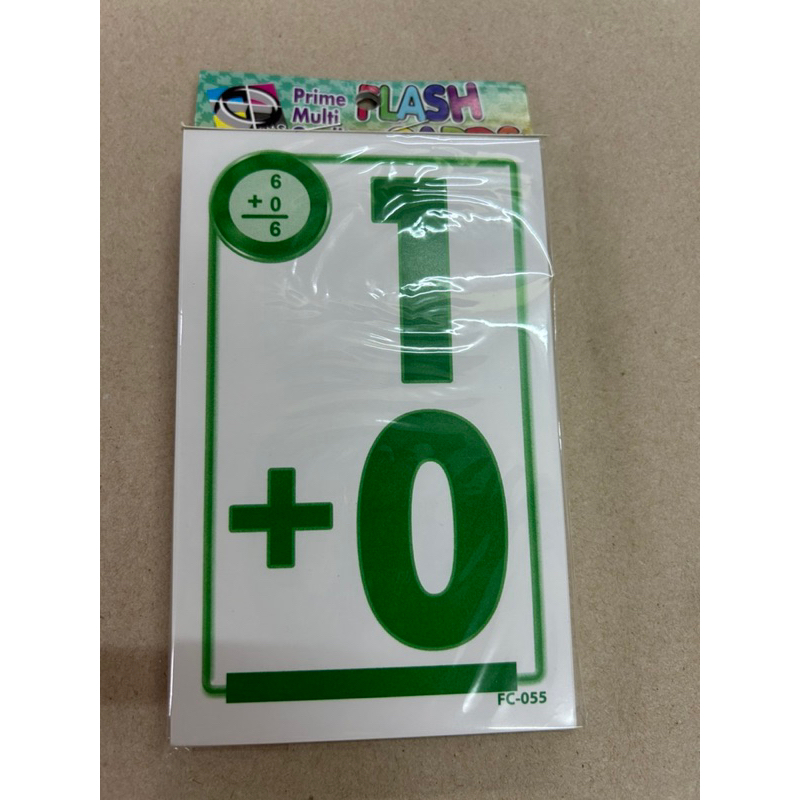 Prime
Multi
FLASH
6
+ 0
6
1
+ 0
FC-055